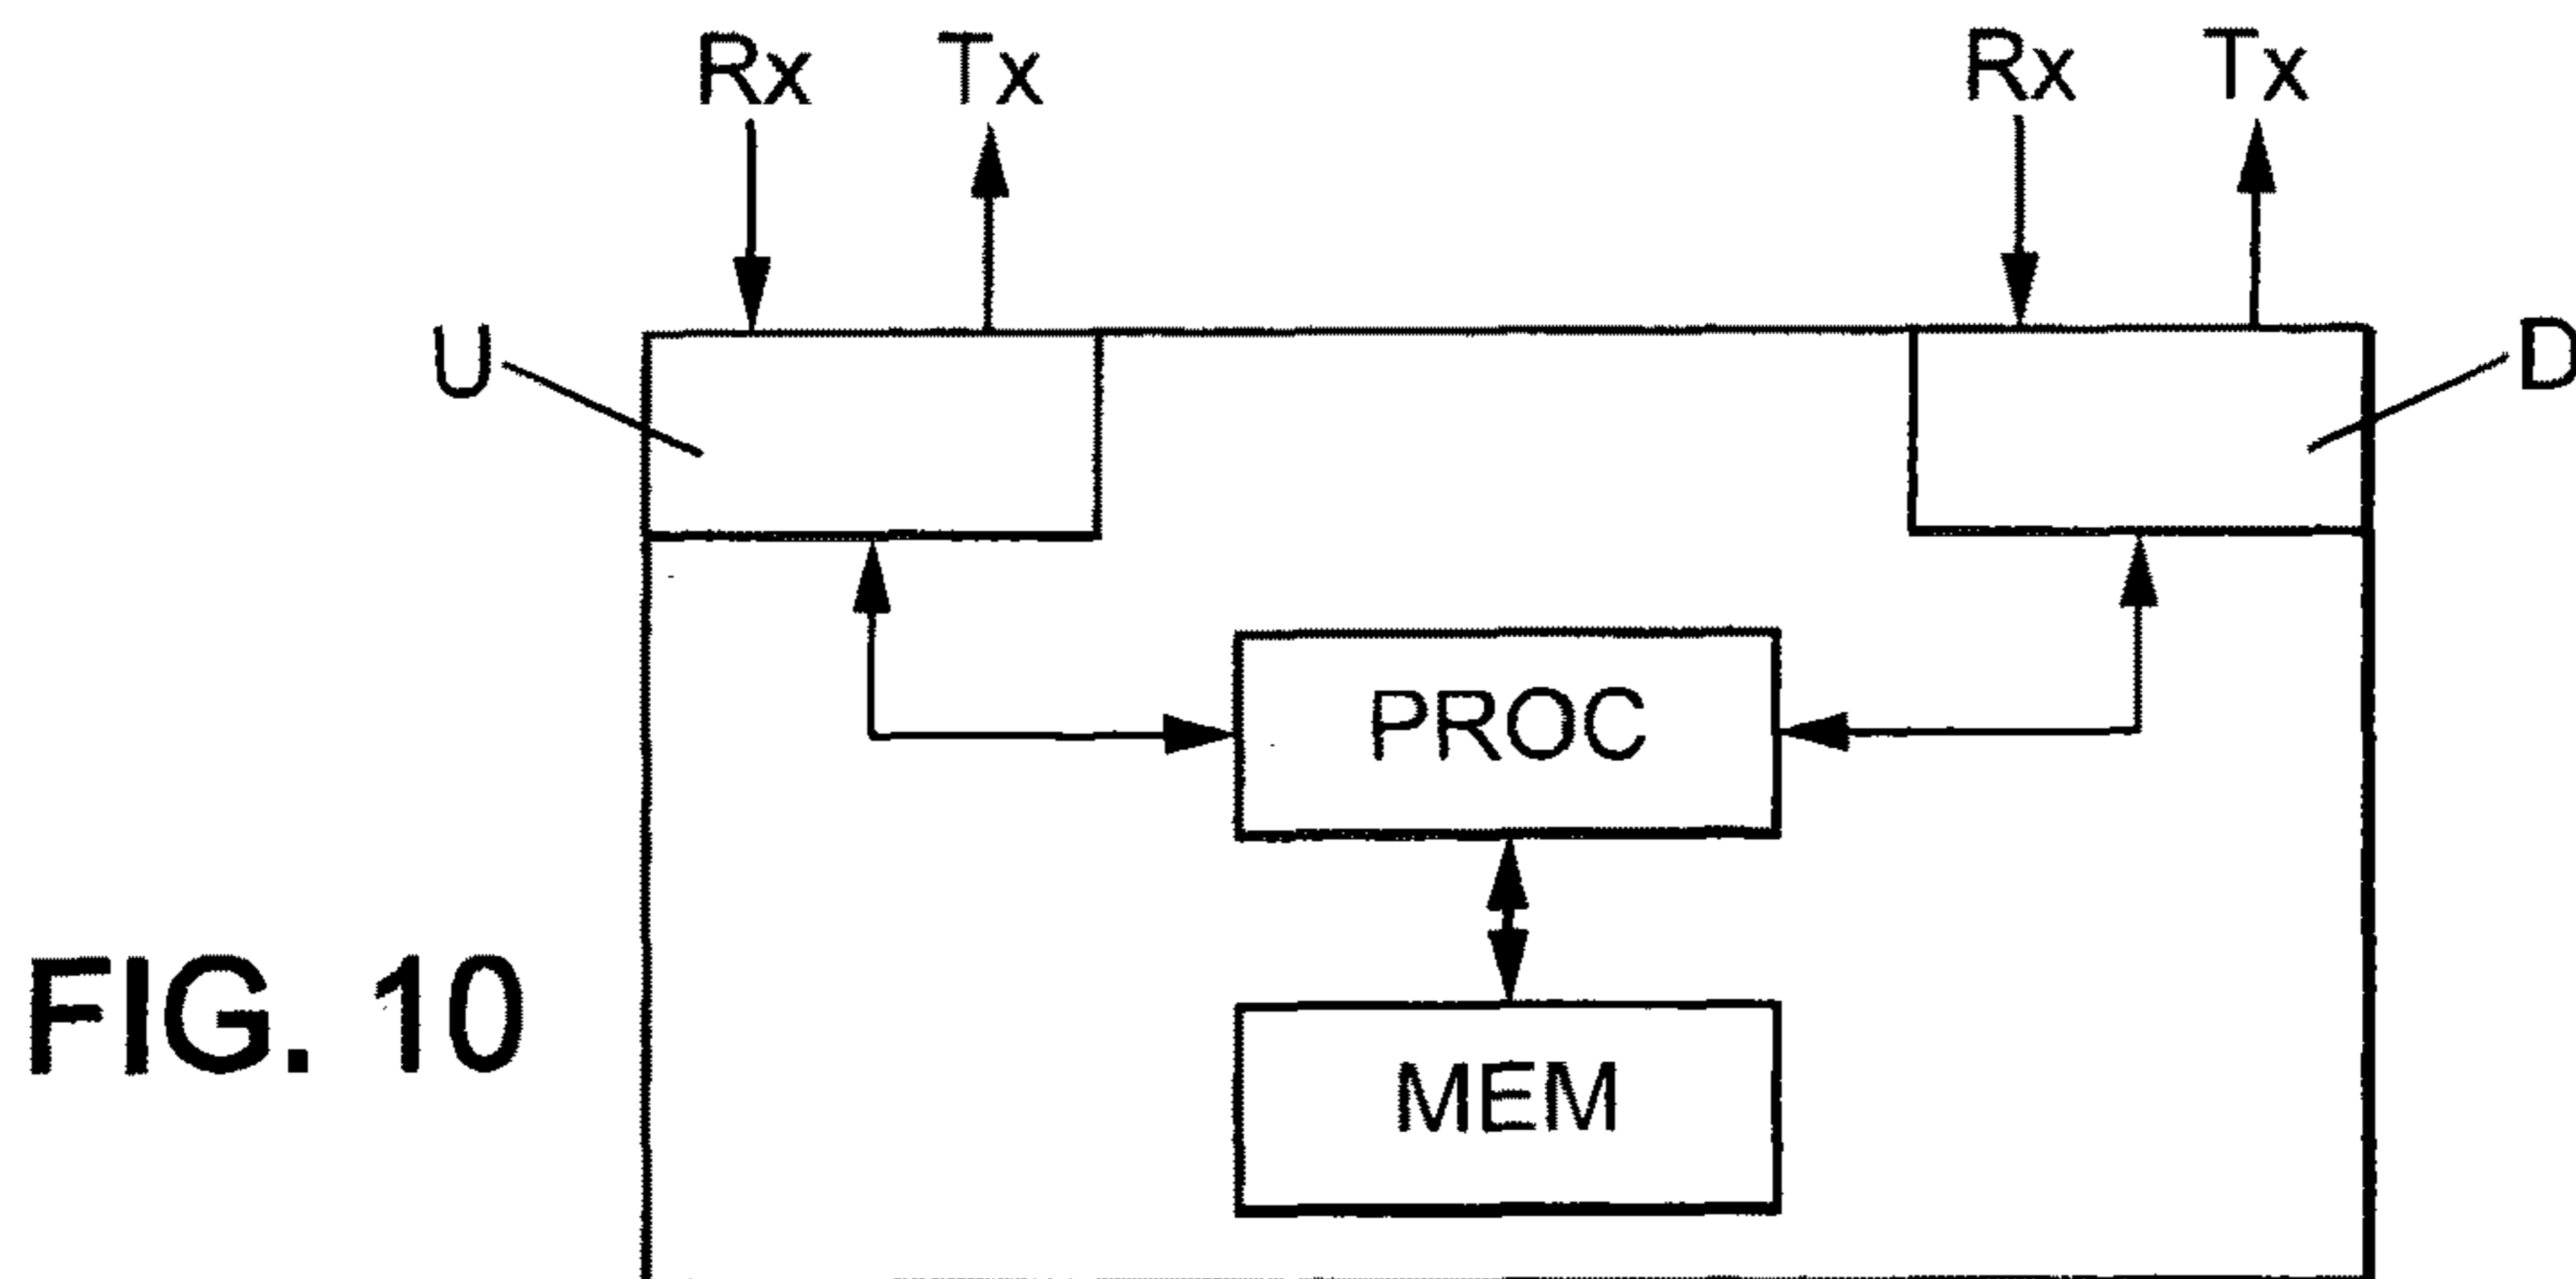 Rx Tx Rx Tx
U D
PROC
MEM
FIG. 10